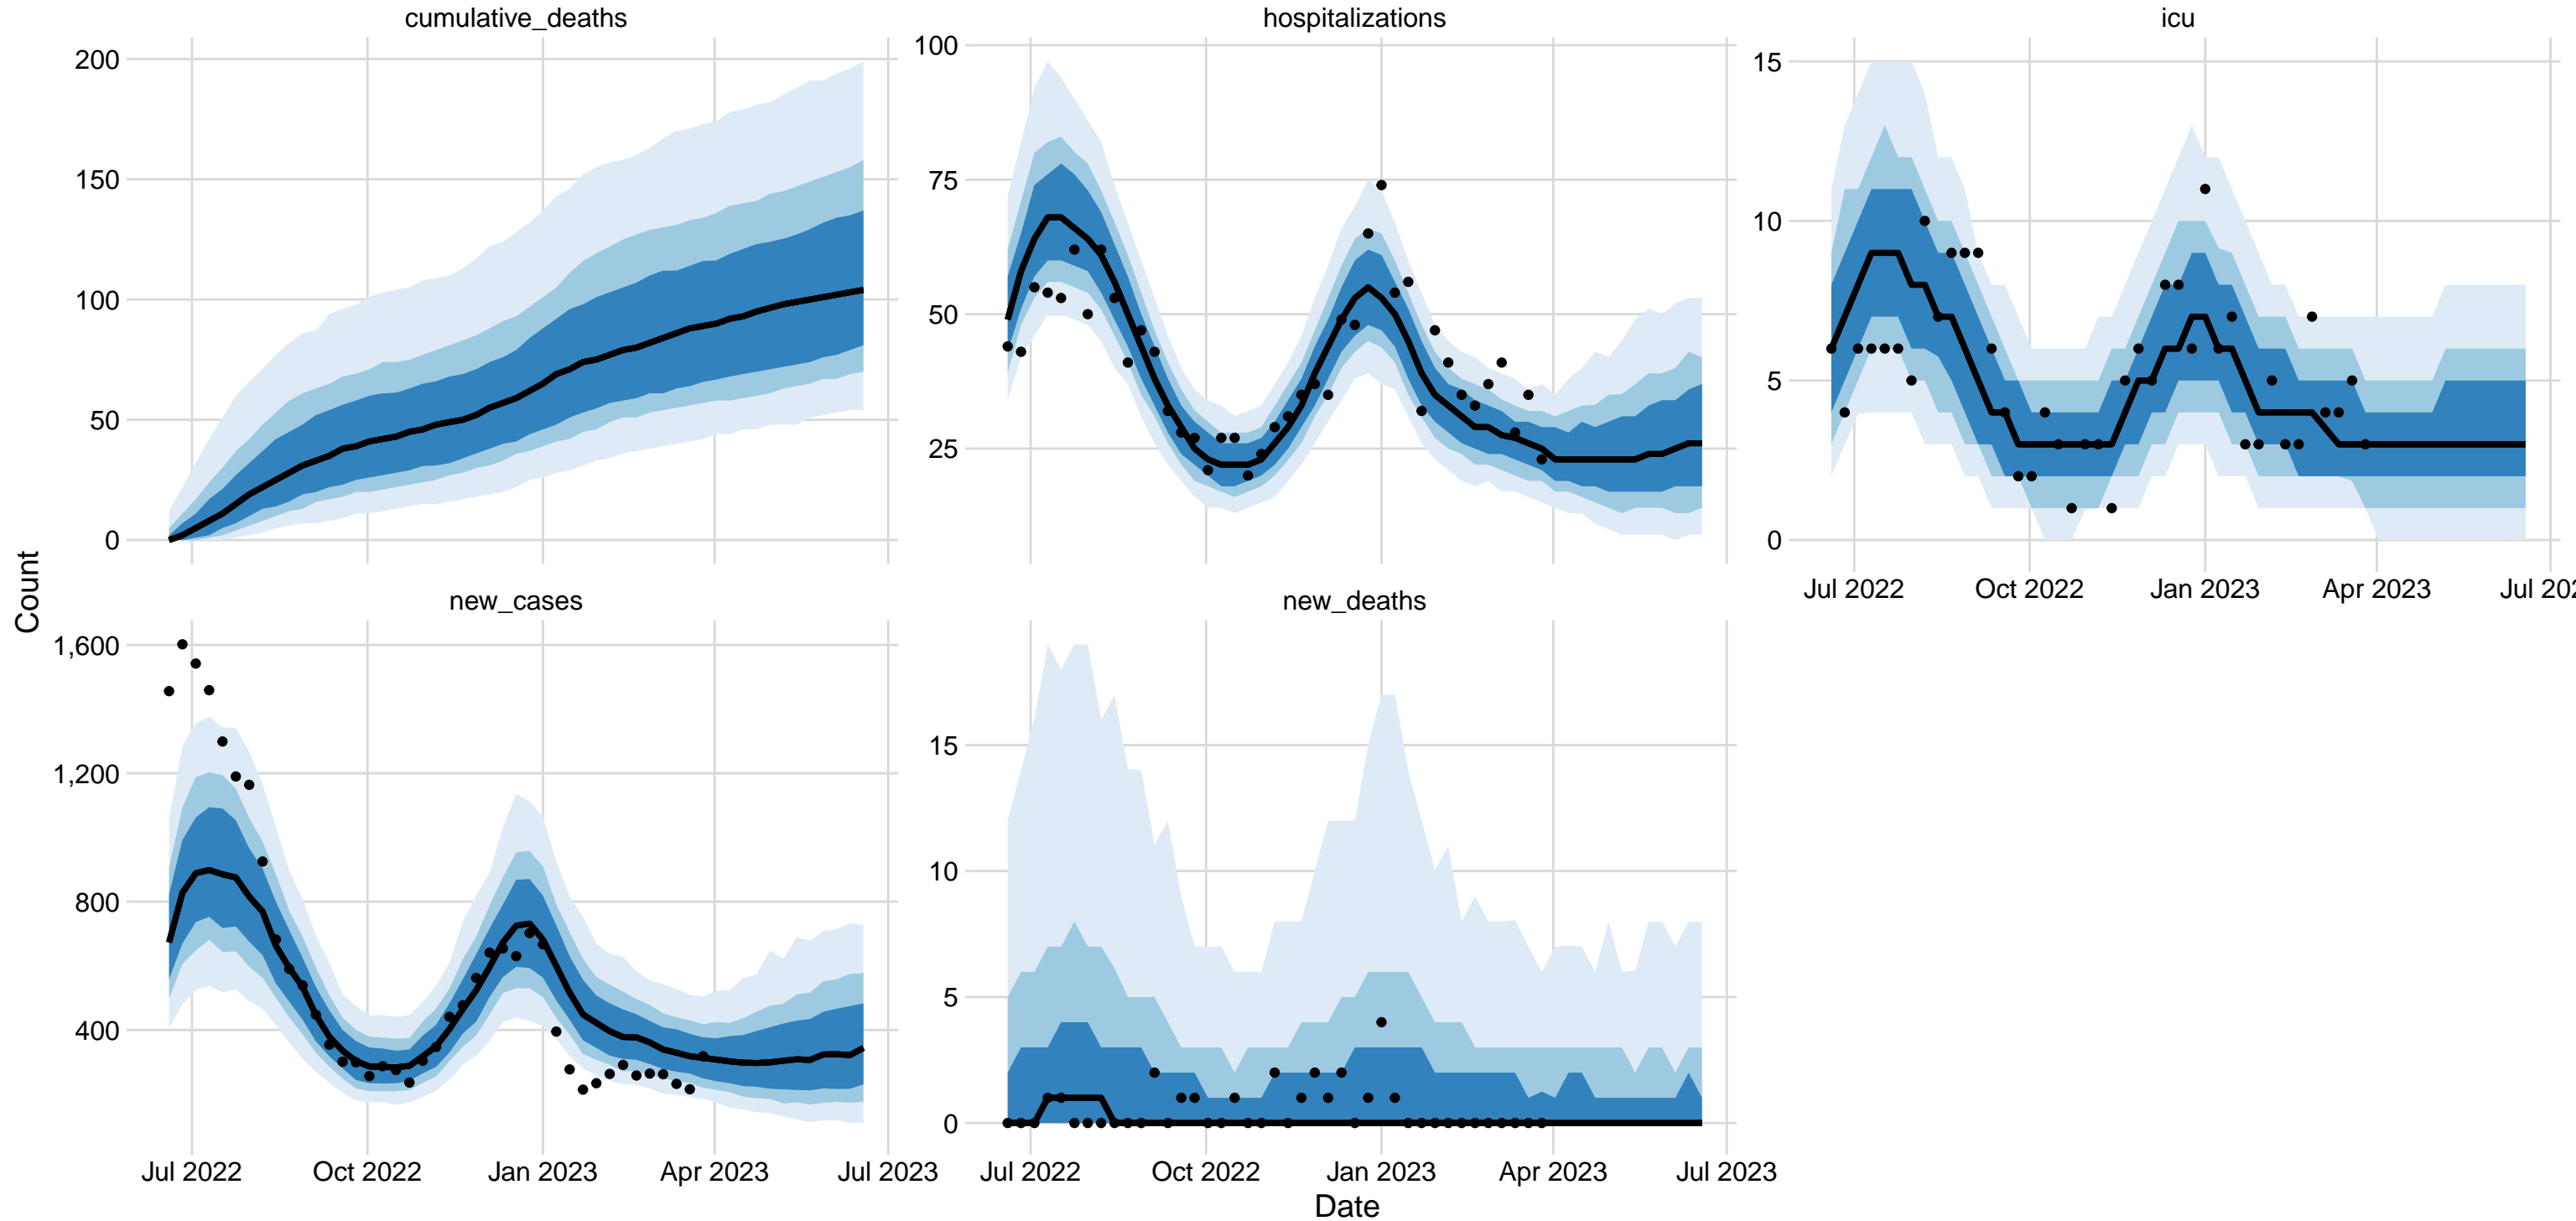 cumulative_deaths
hospitalizations
icu
200
150
100
50
0
100
75
50
25
15
10
5
0
Jul 2022 Oct 2022 Jan 2023 Apr 2023 Jul 202
Count
new_cases
new_deaths
1,600
1,200
800
400
15
10
5
0
Jul 2022 Oct 2022 Jan 2023 Apr 2023 Jul 2023
Jul 2022 Oct 2022 Jan 2023 Apr 2023 Jul 2023
Date